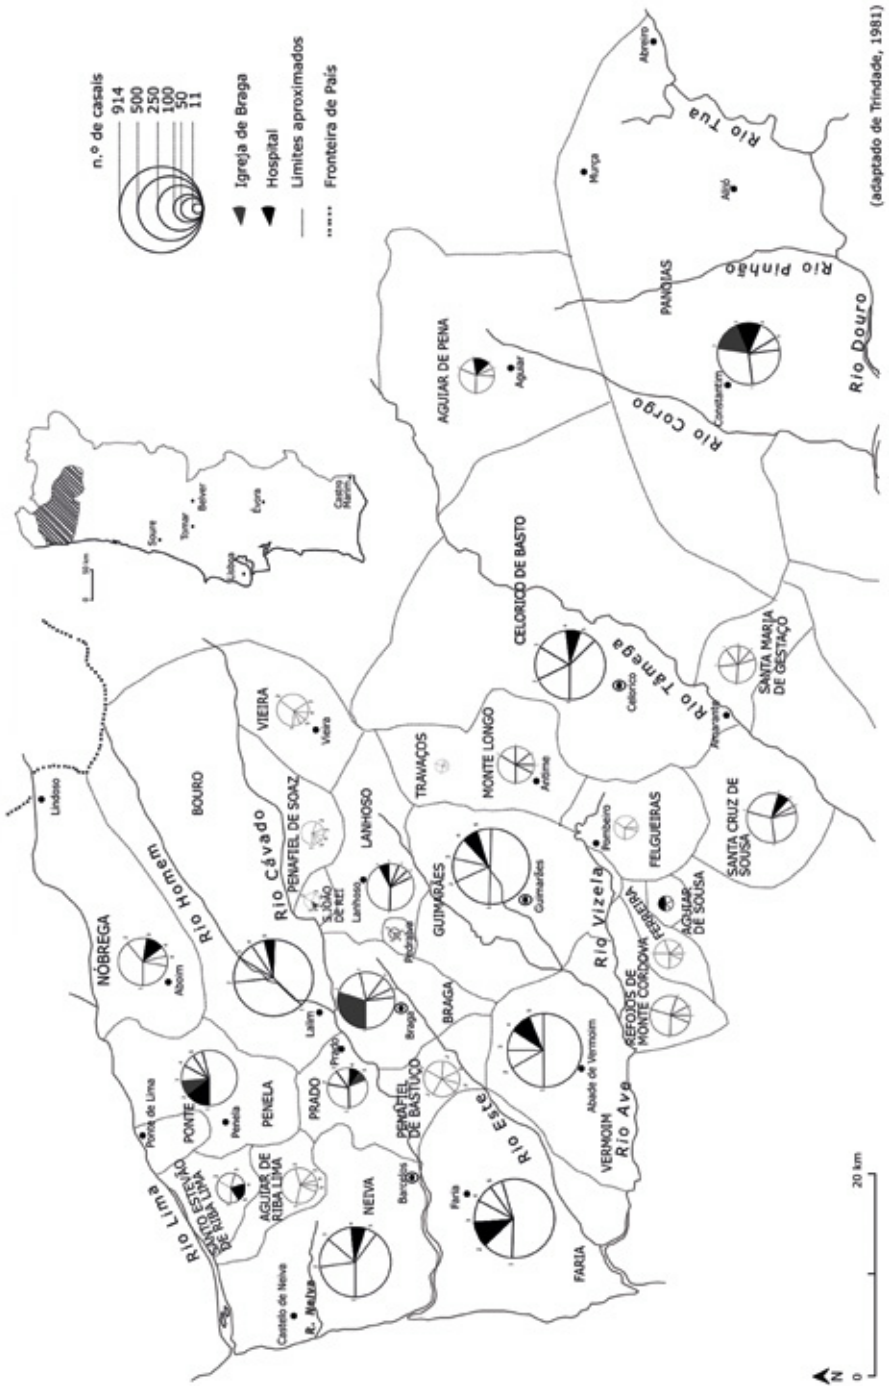 n.º de casais
914
500
250
100
50
11
Igreja de Braga
Hospital
Limites aproximados
Fronteira de País
Soure
Tomar
Belver
Évora
Lisboa
Castro
Marim
0
50 km
Lindoso
NÓBREGA
Aboim
Rio Homem
BOURO
Rio Cávado
VIEIRA
Vieira
PENAFIEL DE SOAZ
S. JOÃO
DE REI
LANHOSO
Lanhoso
Lalim
Rio Lima
Ponte de Lima
PONTE
Penela
PENELA
SANTO ESTEVÃO
DE RIBA LIMA
AGUIAR DE
RIBA LIMA
PRADO
Prado
Braga
BRAGA
Pedralva
PENAFIEL
DE BASTUÇO
NEIVA
Castelo de Neiva
R. Neiva
Barcelos
Faria
FARIA
Rio Este
VERMOIM
Abade de Vermoim
Rio Ave
GUIMARÃES
Guimarães
TRAVAÇOS
MONTE LONGO
Antime
Rio Vizela
Pombeiro
FELGUEIRAS
REFOJOS DE
MONTE CÓRDOVA
FERREIRA
AGUIAR
DE SOUSA
SANTA CRUZ DE
SOUSA
CELORICO DE BASTO
Celorico
Rio Tâmega
Amarante
SANTA MARIA
DE GESTAÇO
AGUIAR DE PENA
Aguiar
Rio Corgo
PANOIAS
Constantim
Murça
Alijó
Abreiro
Rio Tua
Rio Pinhão
Rio Douro
N
0
20 km
(adaptado de Trindade, 1981)